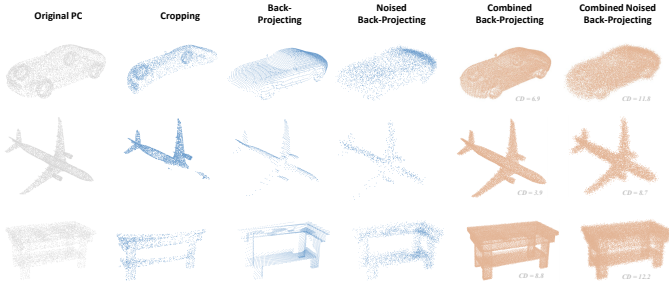 Original PC
Cropping
Back-
Projecting
Noised
Back-Projecting
Combined
Back-Projecting
Combined Noised
Back-Projecting
CD = 6.9
CD = 11.8
CD = 3.9
CD = 8.7
CD = 8.8
CD = 12.2